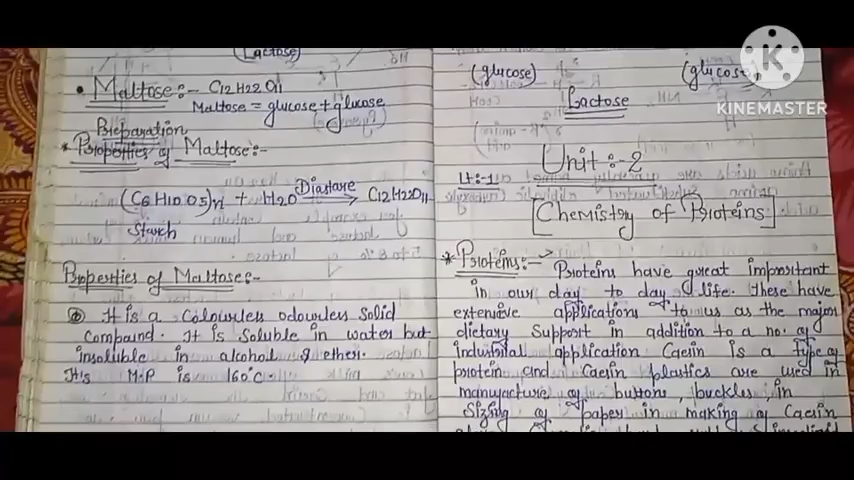 (Lactose)
• Maltose :- C12H22O11
Maltose = glucose + glucose
Preparation
* Properties of Maltose:-
(C6H10O5)n + H2O Diastare → C12H22O11
Starch
Properties of Maltose:-
It is a Colourless odourless Solid
Compound. It is Soluble in water but
insoluble in alcohol & ether.
It's M.P is 160°C.
(glucose) (glucose)
Lactose
Unit:-2
Lt:-1
[Chemistry of Proteins].
* Proteins:- Proteins have great important
in our day to day life. These have
extensive applications to us as the major
dietary Support in addition to a no. of
industrial application Casein is a type of
protein and Casein plastics are used in
manufacture of buttons, buckles, in
Sizing of paper in making of Casein
KINEMASTER